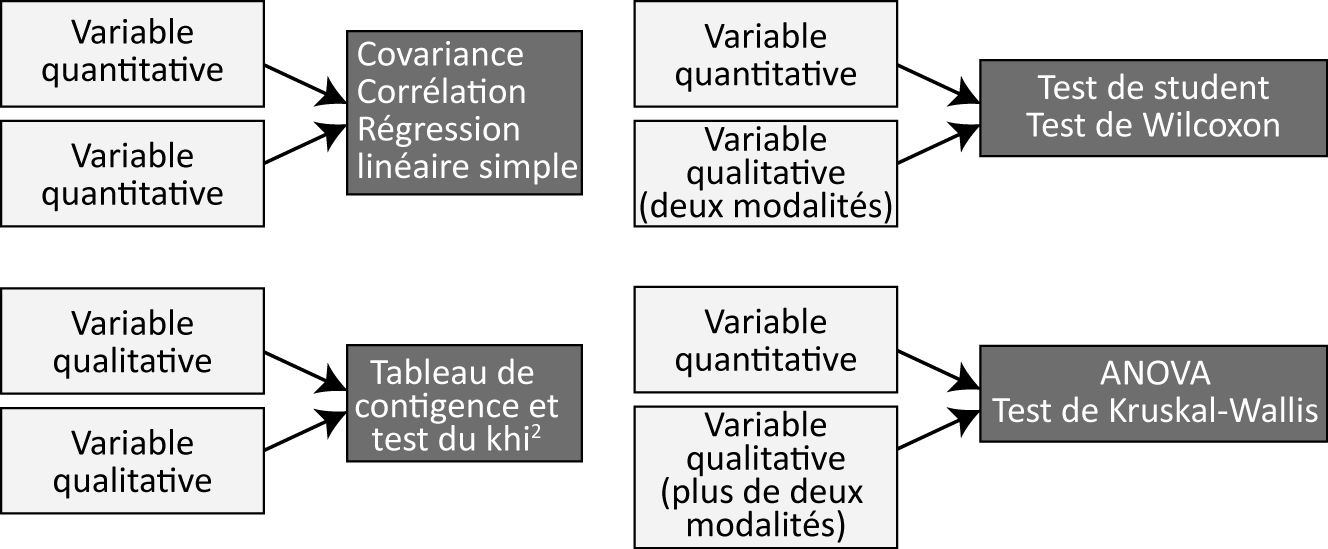 Variable
quantitative
Variable
quantitative
Covariance
Corrélation
Régression
linéaire simple
Variable
quantitative
Variable
qualitative
(deux modalités)
Test de student
Test de Wilcoxon
Variable
qualitative
Variable
qualitative
Tableau de
contigence et
test du khi²
Variable
quantitative
Variable
qualitative
(plus de deux
modalités)
ANOVA
Test de Kruskal-Wallis